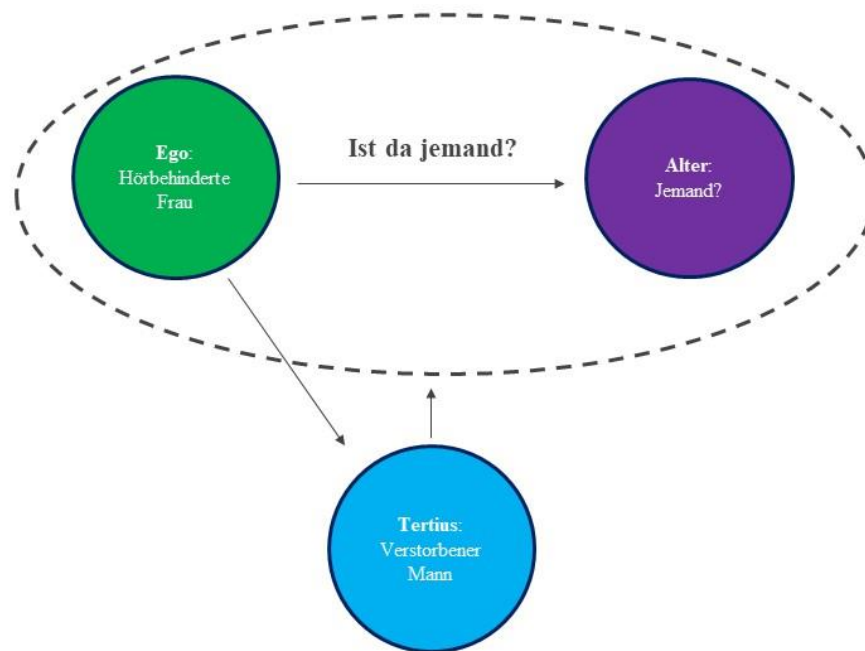 Ego:
Hörbehinderte
Frau
Ist da jemand?
Alter:
Jemand?
Tertius:
Verstorbener
Mann